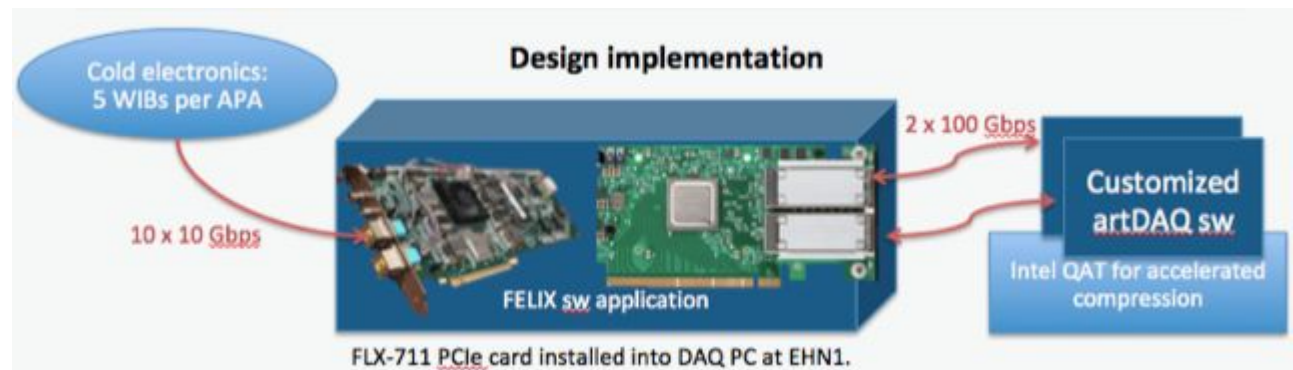 Design implementation
Cold electronics:
5 WIBs per APA
10 x 10 Gbps
FELIX sw application
2 x 100 Gbps
Customized
artDAQ sw
Intel QAT for accelerated
compression
FLX-711 PCIe card installed into DAQ PC at EHN1.